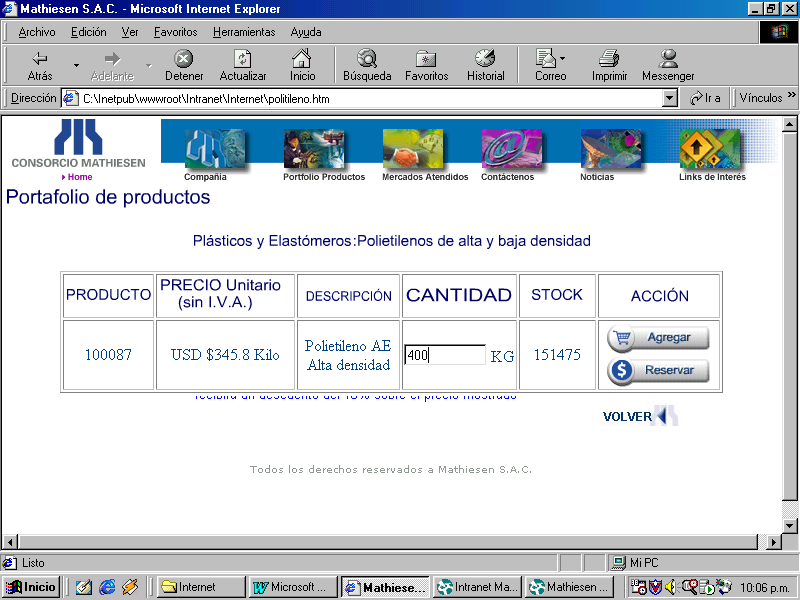 Mathiesen S.A.C. - Microsoft Internet Explorer
Archivo Edición Ver Favoritos Herramientas Ayuda
Atrás Adelante Detener Actualizar Inicio Búsqueda Favoritos Historial Correo Imprimir Messenger
Dirección C:\Inetpub\wwwroot\Intranet\Internet\politileno.htm Ir a Vínculos »
CONSORCIO MATHIESEN
Home
Compañia Portfolio Productos Mercados Atendidos Contáctenos Noticias Links de Interés
Portafolio de productos
Plásticos y Elastómeros:Polietilenos de alta y baja densidad
PRODUCTO PRECIO Unitario (sin I.V.A.) DESCRIPCIÓN CANTIDAD STOCK ACCIÓN
100087 USD $345.8 Kilo Polietileno AE Alta densidad 400 KG 151475 Agregar
Reservar
recibirá un descuento del 15% sobre el precio mostrado
VOLVER
Todos los derechos reservados a Mathiesen S.A.C.
Listo Mi PC
Inicio Internet Microsoft ... Mathiese... Intranet Ma... Mathiesen ... 10:06 p.m.